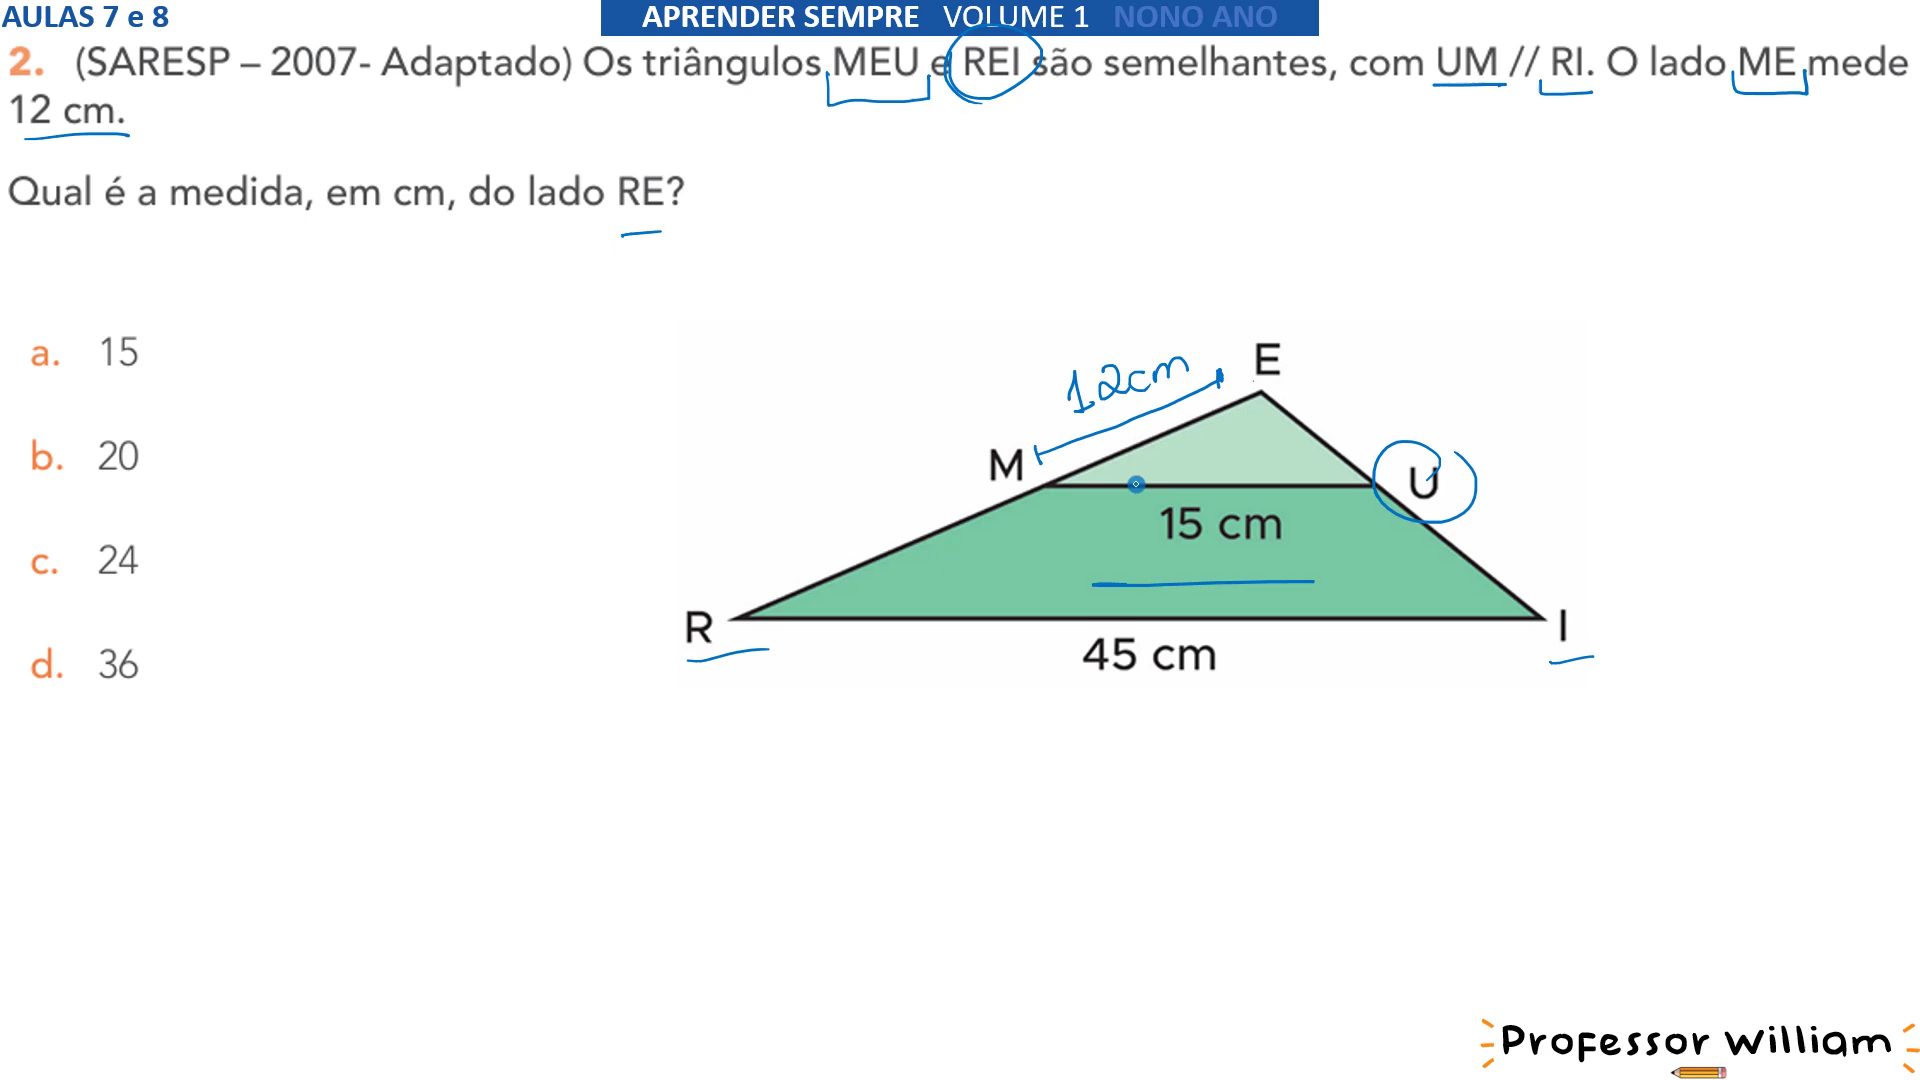 AULAS 7 e 8
APRENDER SEMPRE VOLUME 1 NONO ANO
2. (SARESP – 2007- Adaptado) Os triângulos MEU e REI são semelhantes, com UM // RI. O lado ME mede
12 cm.
Qual é a medida, em cm, do lado RE?
a. 15
b. 20
c. 24
d. 36
E
12cm
M
U
15 cm
R
I
45 cm
Professor William